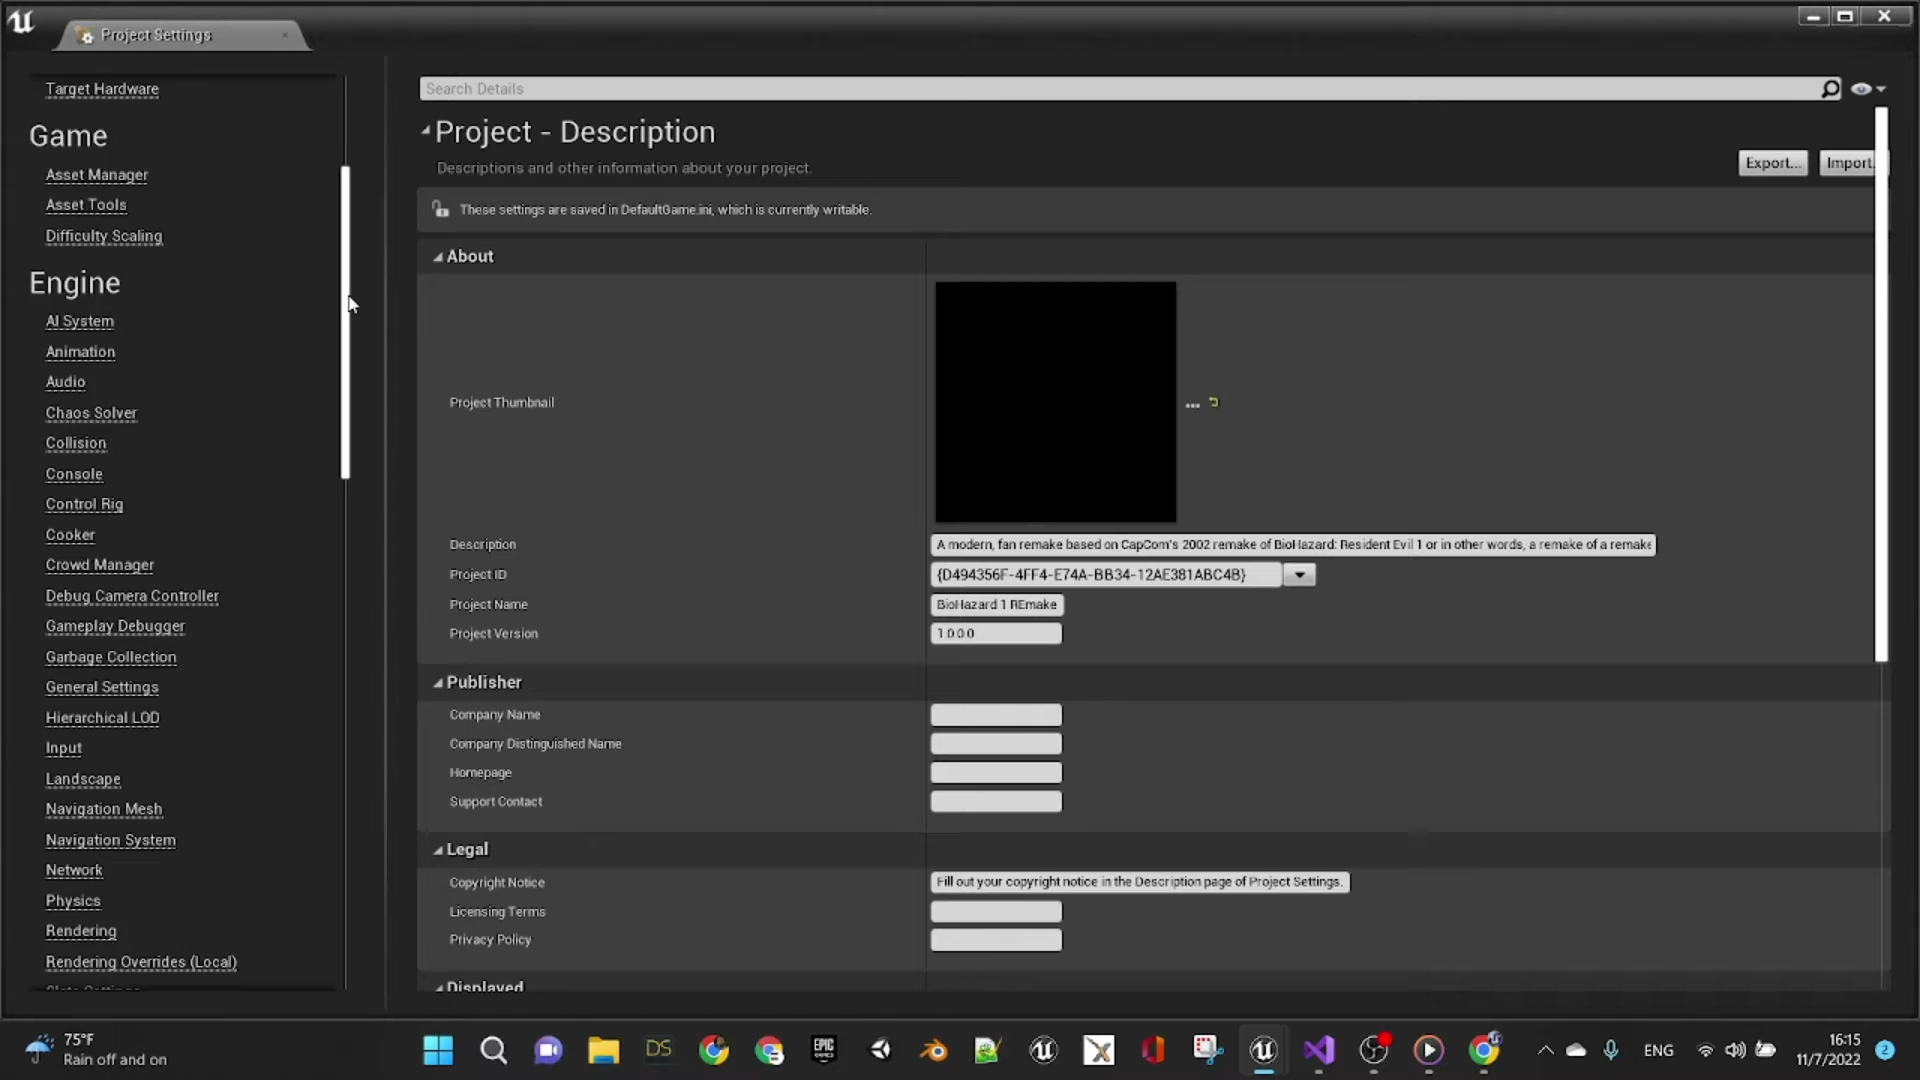 Project Settings
Target Hardware
Game
Asset Manager
Asset Tools
Difficulty Scaling
Engine
AI System
Animation
Audio
Chaos Solver
Collision
Console
Control Rig
Cooker
Crowd Manager
Debug Camera Controller
Gameplay Debugger
Garbage Collection
General Settings
Hierarchical LOD
Input
Landscape
Navigation Mesh
Navigation System
Network
Physics
Rendering
Rendering Overrides (Local)
Search Details
Project - Description
Descriptions and other information about your project.
Export...
Import.
These settings are saved in DefaultGame.ini, which is currently writable.
About
Project Thumbnail
...
Description
A modern, fan remake based on CapCom's 2002 remake of BioHazard: Resident Evil 1 or in other words, a remake of a remake
Project ID
{D494356F-4FF4-E74A-BB34-12AE381ABC4B}
Project Name
BioHazard 1 REmake
Project Version
1.0.0.0
Publisher
Company Name
Company Distinguished Name
Homepage
Support Contact
Legal
Copyright Notice
Fill out your copyright notice in the Description page of Project Settings.
Licensing Terms
Privacy Policy
Displayed
75°F
Rain off and on
DS
EPIC GAMES
ENG
16:15
11/7/2022
2